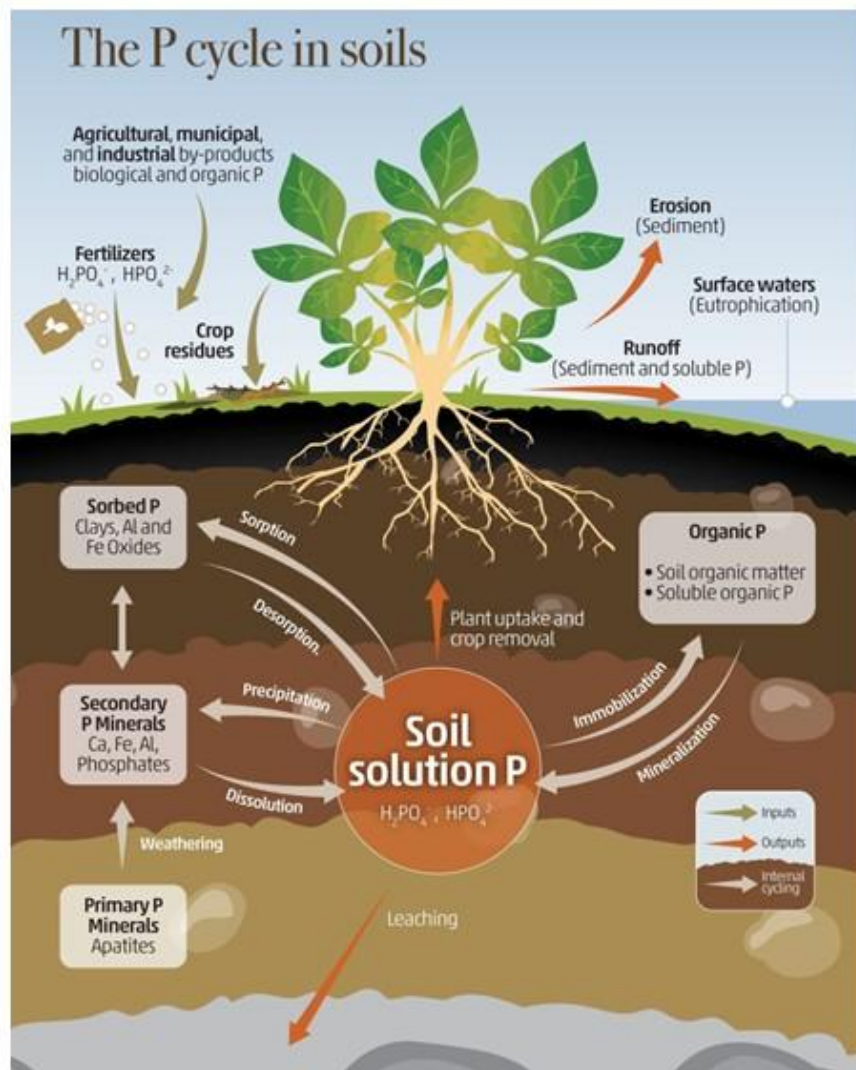 The P cycle in soils
Agricultural, municipal,
and industrial by-products
biological and organic P
Fertilizers
H₂PO₄⁻, HPO₄²⁻
Crop
residues
Erosion
(Sediment)
Surface waters
(Eutrophication)
Runoff
(Sediment and soluble P)
Sorbed P
Clays, Al and
Fe Oxides
Sorption
Desorption.
Organic P
• Soil organic matter
• Soluble organic P
Plant uptake and
crop removal
Secondary
P Minerals
Ca, Fe, Al,
Phosphates
Precipitation
Dissolution
Soil
solution P
H₂PO₄⁻, HPO₄²⁻
Immobilization
Mineralization
Weathering
Primary P
Minerals
Apatites
Leaching
Inputs
Outputs
Internal
cycling